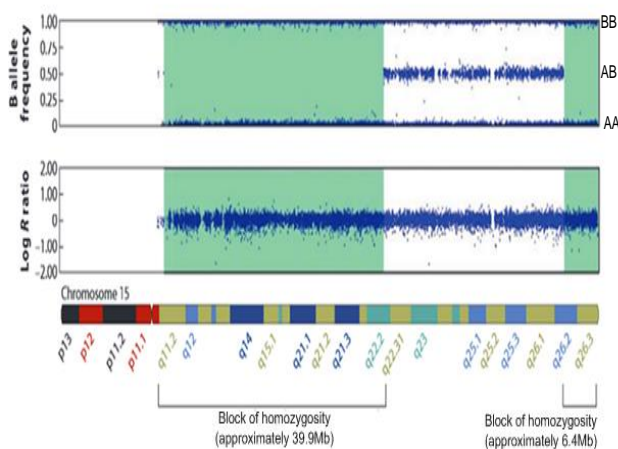 B allele
frequency
1.00
0.75
0.50
0.25
0
BB
AB
AA
Log R ratio
2.00
1.00
0
−1.00
−2.00
Chromosome 15
p13 p12 p11.2 p11.1 q11.2 q12 q14 q15.1 q21.1 q21.2 q21.3 q22.2 q22.31 q23 q25.1 q25.2 q25.3 q26.1 q26.2 q26.3
Block of homozygosity
(approximately 39.9Mb)
Block of homozygosity
(approximately 6.4Mb)